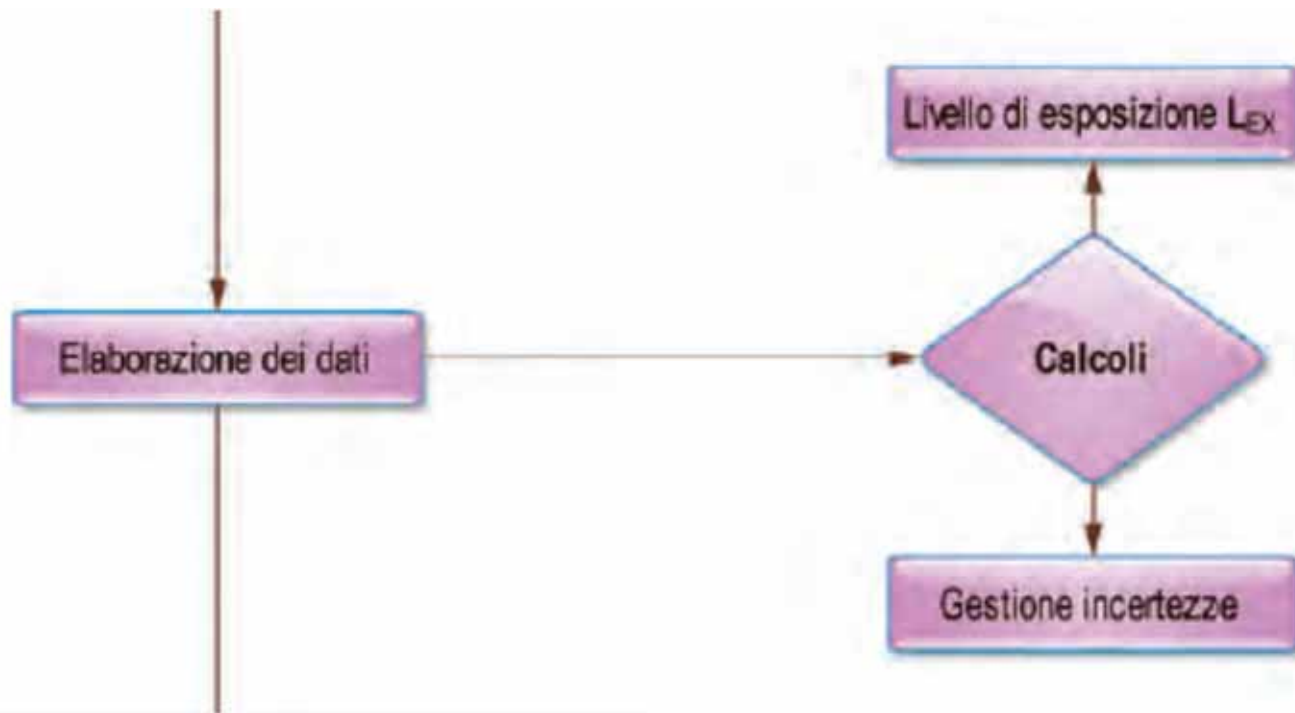 Livello di esposizione LEX
Elaborazione dei dati
Calcoli
Gestione incertezze